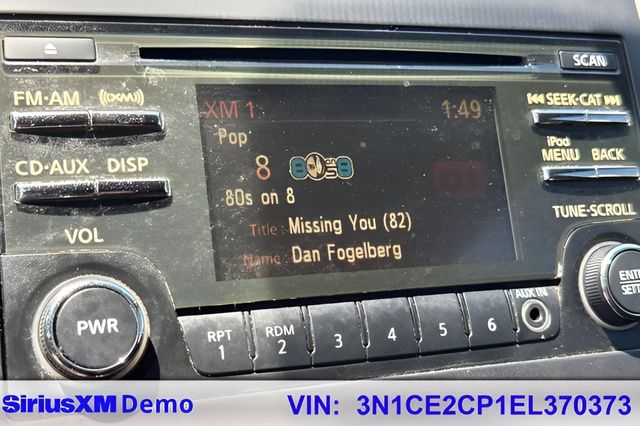 SCAN
FM·AM ((XM))
XM 1 1:49
SEEK·CAT
Pop
iPod
MENU BACK
CD·AUX DISP
8
80s on 8
TUNE·SCROLL
Title : Missing You (82)
VOL
Name : Dan Fogelberg
ENTER
SETTING
AUX IN
PWR
RPT RDM
1 2 3 4 5 6
SiriusXM Demo VIN: 3N1CE2CP1EL370373